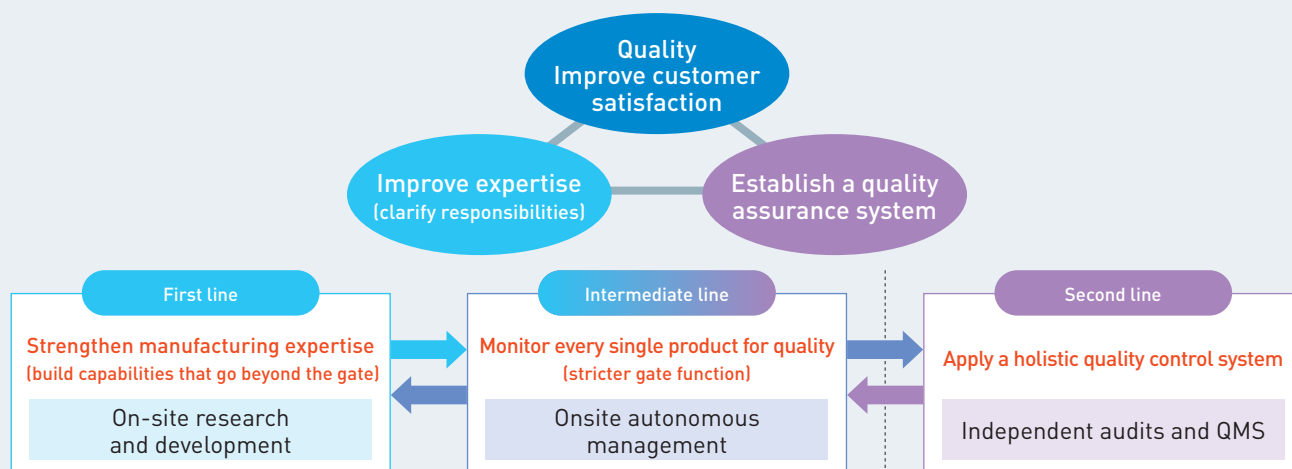 Quality
Improve customer
satisfaction
Improve expertise
(clarify responsibilities)
Establish a quality
assurance system
First line
Strengthen manufacturing expertise
(build capabilities that go beyond the gate)
On-site research
and development
Intermediate line
Monitor every single product for quality
(stricter gate function)
Onsite autonomous
management
Second line
Apply a holistic quality control system
Independent audits and QMS